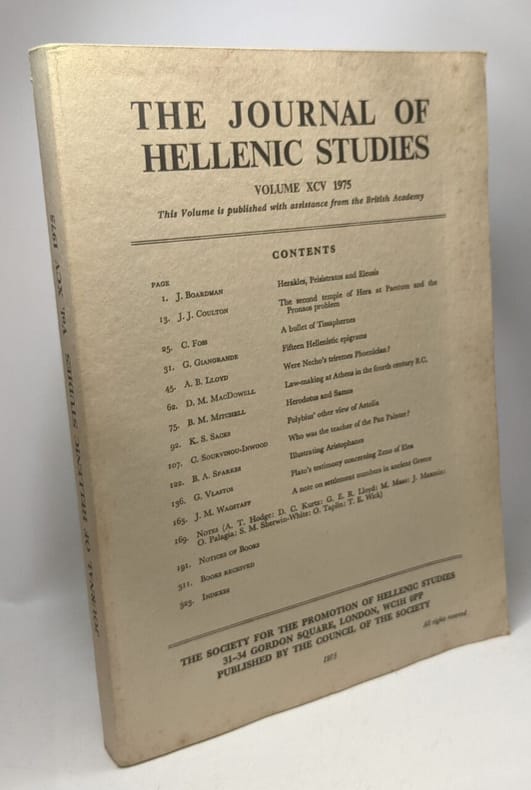 THE JOURNAL OF
HELLENIC STUDIES
VOLUME XCV 1975
This Volume is published with assistance from the British Academy
CONTENTS
PAGE
1. J. BOARDMAN Herakles, Peisistratos and Eleusis
13. J. J. COULTON The second temple of Hera at Paestum and the
Pronaos problem
25. C. FOSS A bullet of Tissaphernes
31. G. GIANGRANDE Fifteen Hellenistic epigrams
45. A. B. LLOYD Were Necho's triremes Phoenician?
62. D. M. MACDOWELL Law-making at Athens in the fourth century B.C.
75. B. M. MITCHELL Herodotus and Samos
92. K. S. SACKS Polybius' other view of Aetolia
107. C. SOURVINOU-INWOOD Who was the teacher of the Pan Painter?
122. B. A. SPARKES Illustrating Aristophanes
136. G. VLASTOS Plato's testimony concerning Zeno of Elea
163. J. M. WAGSTAFF A note on settlement numbers in ancient Greece
169. NOTES (A. T. Hodge: D. C. Kurtz: G. E. R. Lloyd: M. Maas: J. Mansfeld:
O. Palagia: S. M. Sherwin-White: O. Taplin: T. E. Wick)
191. NOTICES OF BOOKS
311. BOOKS RECEIVED
325. INDEXES
THE SOCIETY FOR THE PROMOTION OF HELLENIC STUDIES
31-34 GORDON SQUARE, LONDON, WC1H 0PP
PUBLISHED BY THE COUNCIL OF THE SOCIETY
1975
All rights reserved
JOURNAL OF HELLENIC STUDIES Vol. XCV 1975